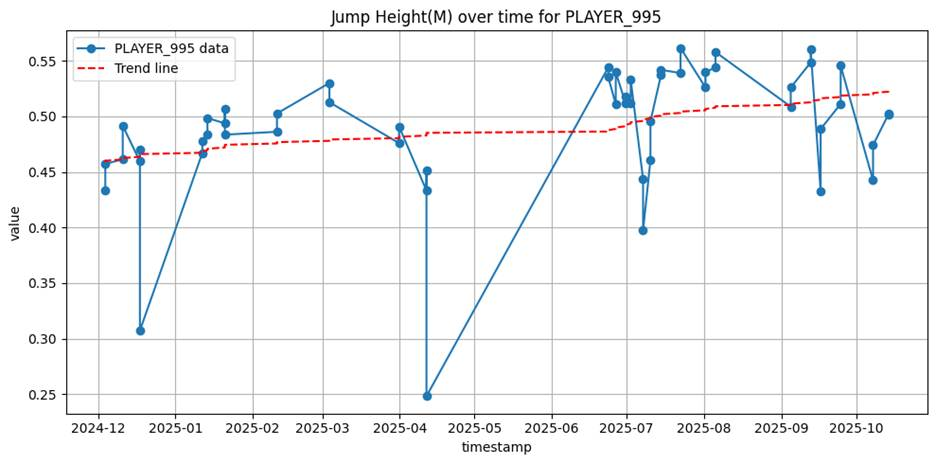 Jump Height(M) over time for PLAYER_995
PLAYER_995 data
Trend line
value
0.55
0.50
0.45
0.40
0.35
0.30
0.25
2024-12 2025-01 2025-02 2025-03 2025-04 2025-05 2025-06 2025-07 2025-08 2025-09 2025-10
timestamp